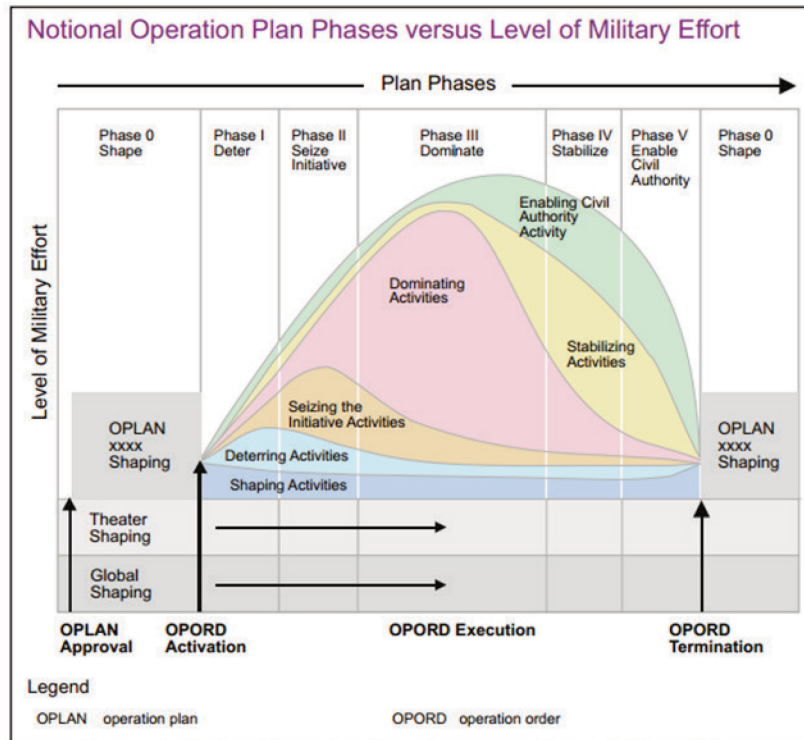 Notional Operation Plan Phases versus Level of Military Effort
Plan Phases
Phase 0
Shape
Phase I
Deter
Phase II
Seize
Initiative
Phase III
Dominate
Phase IV
Stabilize
Phase V
Enable
Civil
Authority
Phase 0
Shape
Level of Military Effort
Enabling Civil
Authority
Activity
Dominating
Activities
Stabilizing
Activities
Seizing the
Initiative Activities
Deterring Activities
Shaping Activities
OPLAN
xxxx
Shaping
OPLAN
xxxx
Shaping
Theater
Shaping
Global
Shaping
OPLAN
Approval
OPORD
Activation
OPORD Execution
OPORD
Termination
Legend
OPLAN operation plan
OPORD operation order